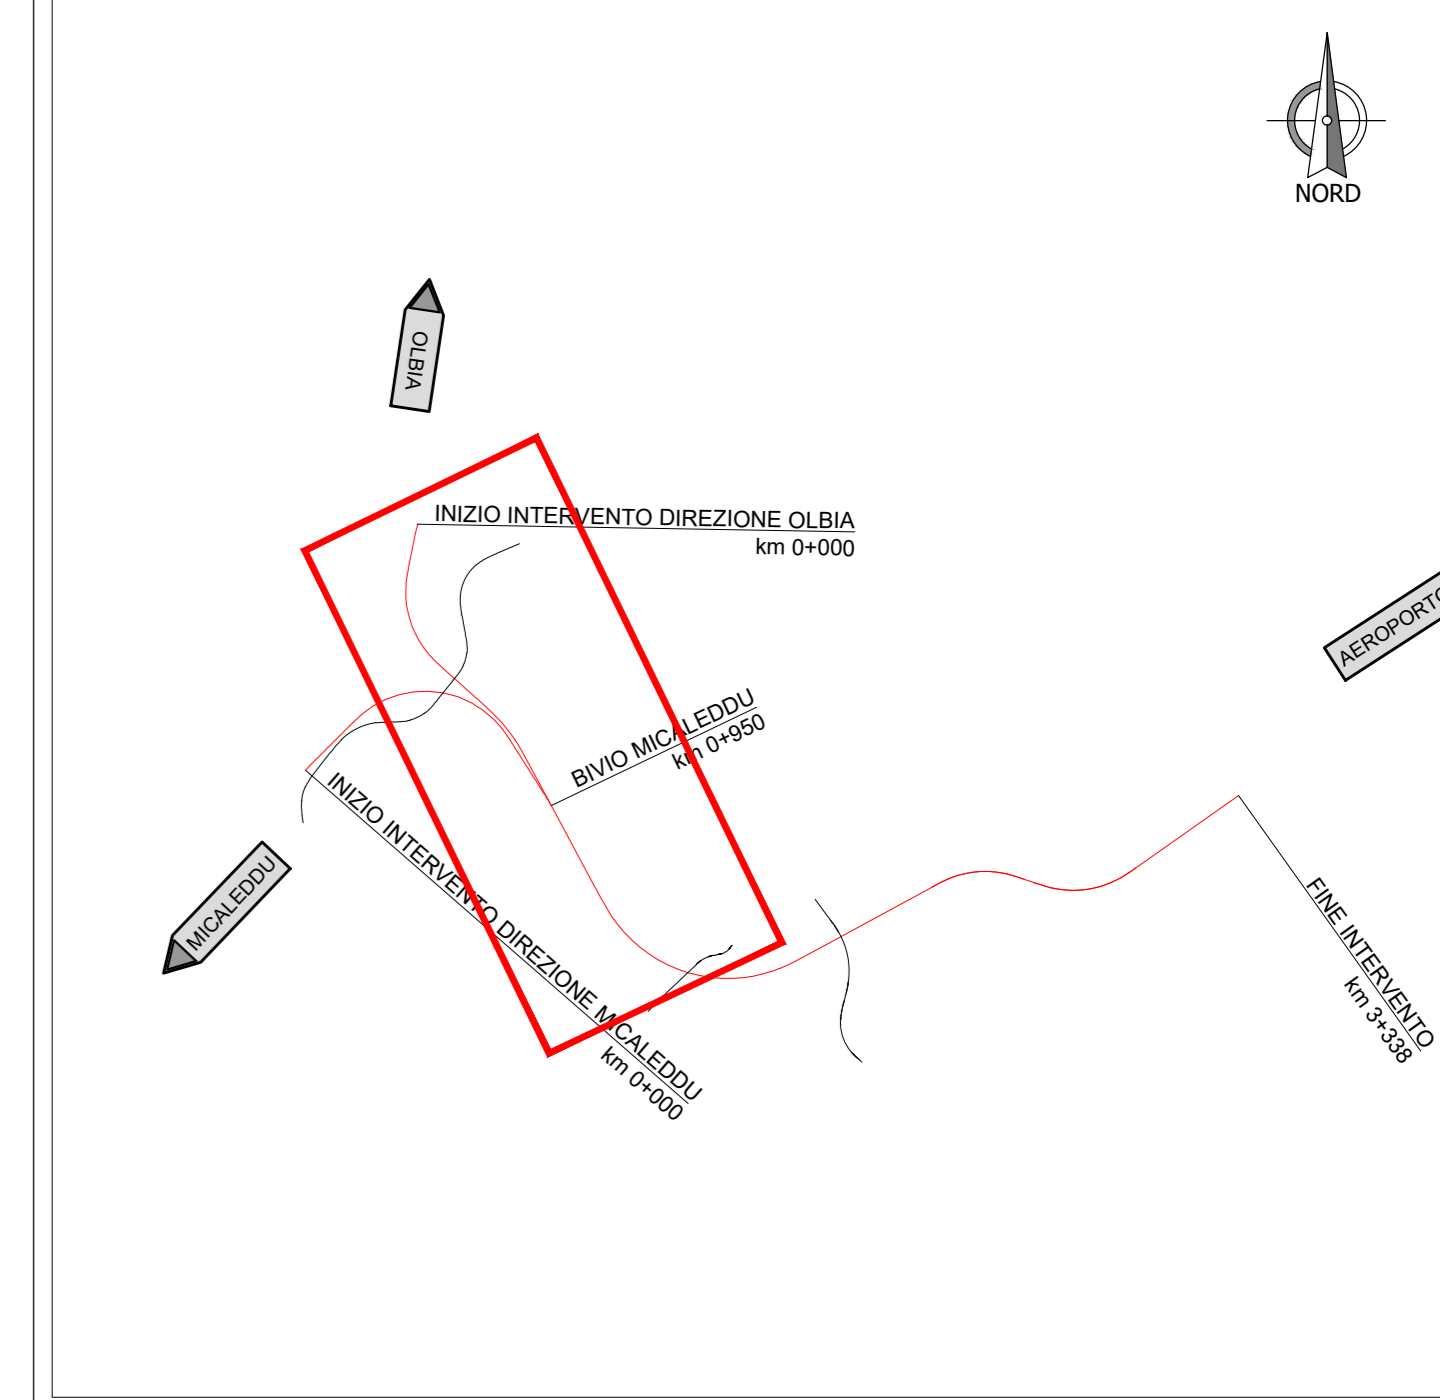 NORD
OLBIA
INIZIO INTERVENTO DIREZIONE OLBIA
km 0+000
AEROPORTO
BIVIO MICALEDDU
km 0+950
INIZIO INTERVENTO DIREZIONE MICALEDDU
km 0+000
MICALEDDU
FINE INTERVENTO
km 3+338